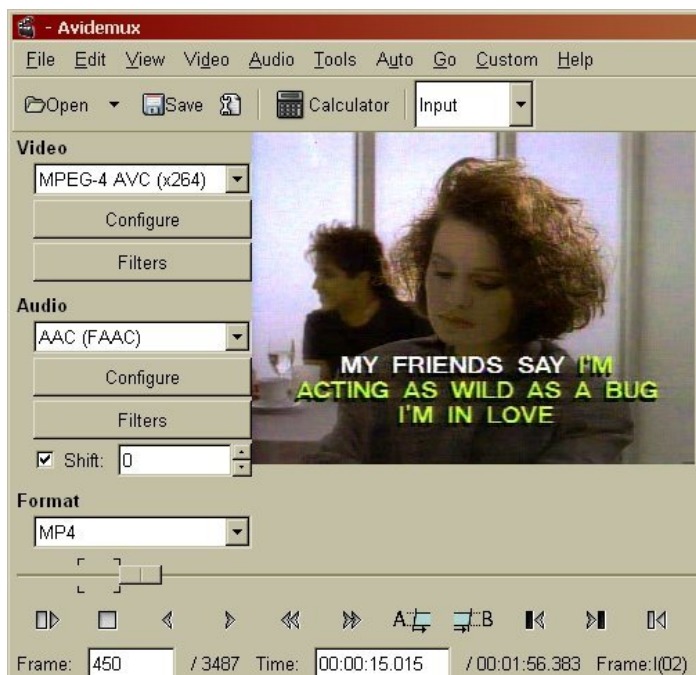 - Avidemux
File Edit View Video Audio Tools Auto Go Custom Help
Open Save Calculator Input
Video
MPEG-4 AVC (x264)
Configure
Filters
Audio
AAC (FAAC)
Configure
Filters
Shift: 0
Format
MP4
MY FRIENDS SAY I'M
ACTING AS WILD AS A BUG
I'M IN LOVE
A B
Frame: 450 / 3487 Time: 00:00:15.015 / 00:01:56.383 Frame:I(02)